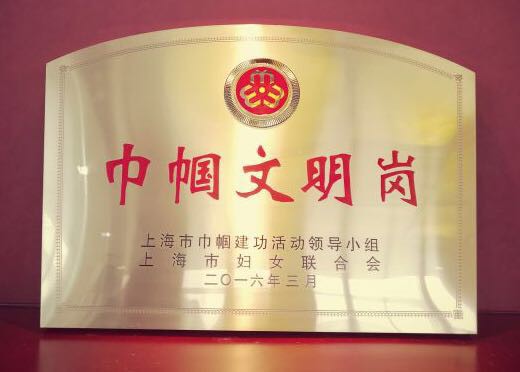 巾帼文明岗
上海市巾帼建功活动领导小组
上海市妇女联合会
二〇一六年三月